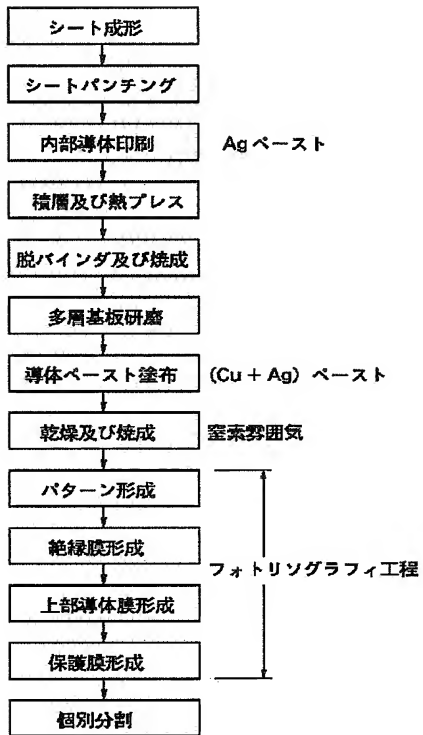 シート成形
シートパンチング
内部導体印刷 Agペースト
積層及び熱プレス
脱バインダ及び焼成
多層基板研磨
導体ペースト塗布 (Cu + Ag) ペースト
乾燥及び焼成 窒素雰囲気
パターン形成
絶縁膜形成
フォトリソグラフィ工程
上部導体膜形成
保護膜形成
個別分割